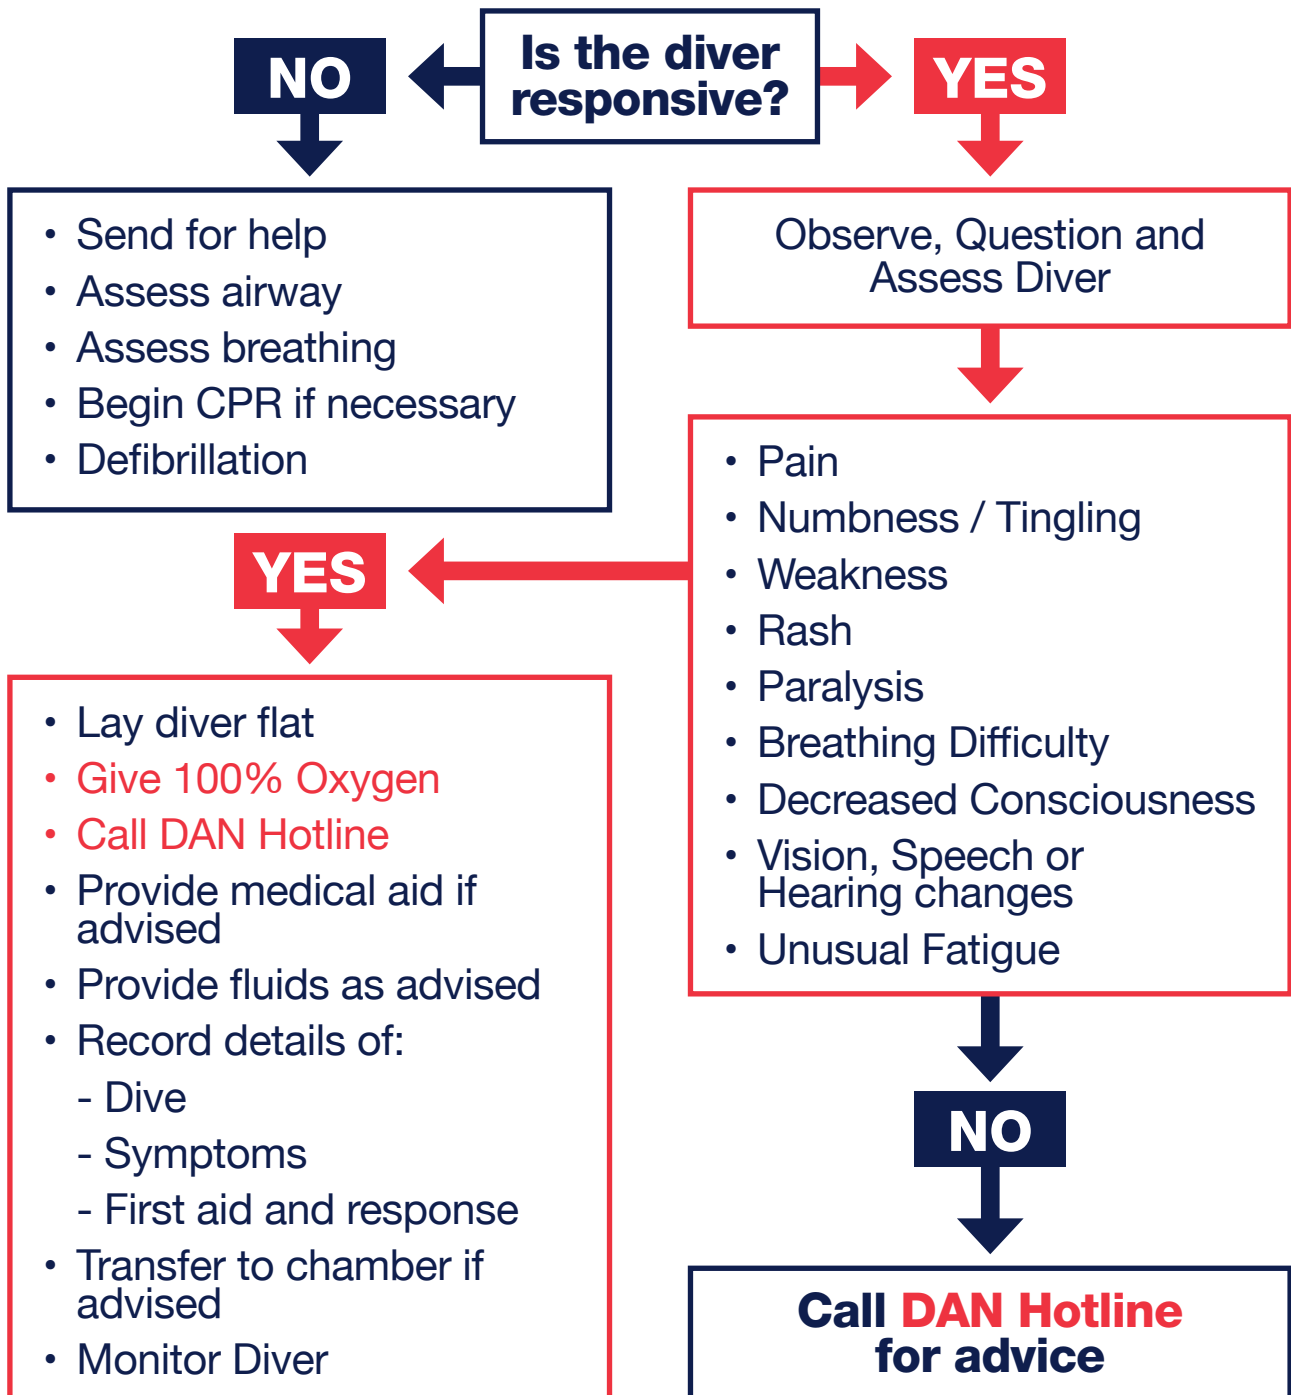 Is the diver
responsive?
NO
YES
• Send for help
• Assess airway
• Assess breathing
• Begin CPR if necessary
• Defibrillation
Observe, Question and
Assess Diver
• Pain
• Numbness / Tingling
• Weakness
• Rash
• Paralysis
• Breathing Difficulty
• Decreased Consciousness
• Vision, Speech or
Hearing changes
• Unusual Fatigue
YES
• Lay diver flat
• Give 100% Oxygen
• Call DAN Hotline
• Provide medical aid if
advised
• Provide fluids as advised
• Record details of:
- Dive
- Symptoms
- First aid and response
• Transfer to chamber if
advised
• Monitor Diver
NO
Call DAN Hotline
for advice